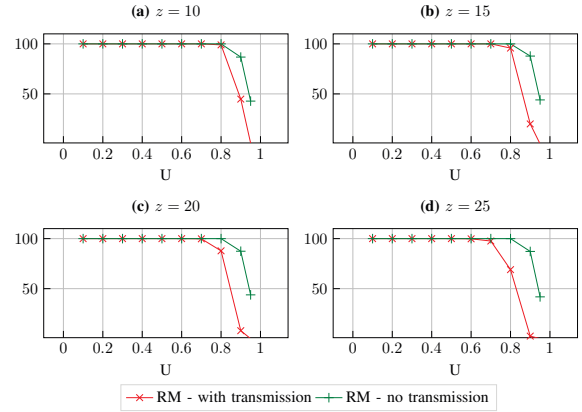 (a) z = 10
(b) z = 15
100
50
0 0.2 0.4 0.6 0.8 1
U
100
50
0 0.2 0.4 0.6 0.8 1
U
(c) z = 20
(d) z = 25
100
50
0 0.2 0.4 0.6 0.8 1
U
100
50
0 0.2 0.4 0.6 0.8 1
U
RM - with transmission RM - no transmission